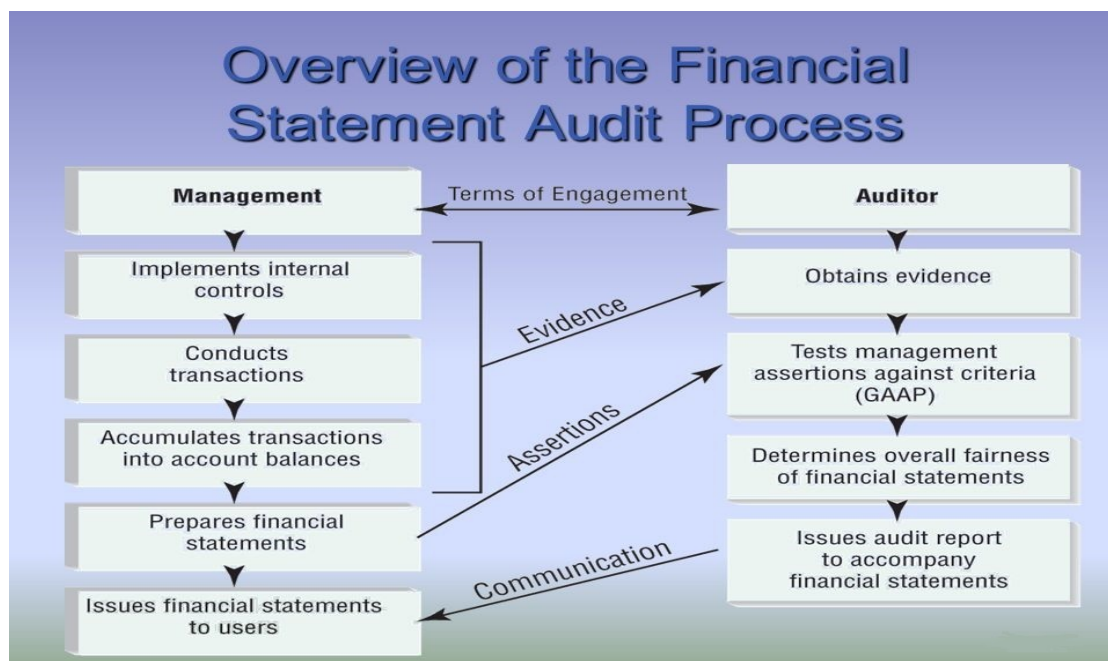 Overview of the Financial
Statement Audit Process
Management
Terms of Engagement
Auditor
Implements internal
controls
Conducts
transactions
Accumulates transactions
into account balances
Prepares financial
statements
Issues financial statements
to users
Evidence
Assertions
Communication
Obtains evidence
Tests management
assertions against criteria
(GAAP)
Determines overall fairness
of financial statements
Issues audit report
to accompany
financial statements